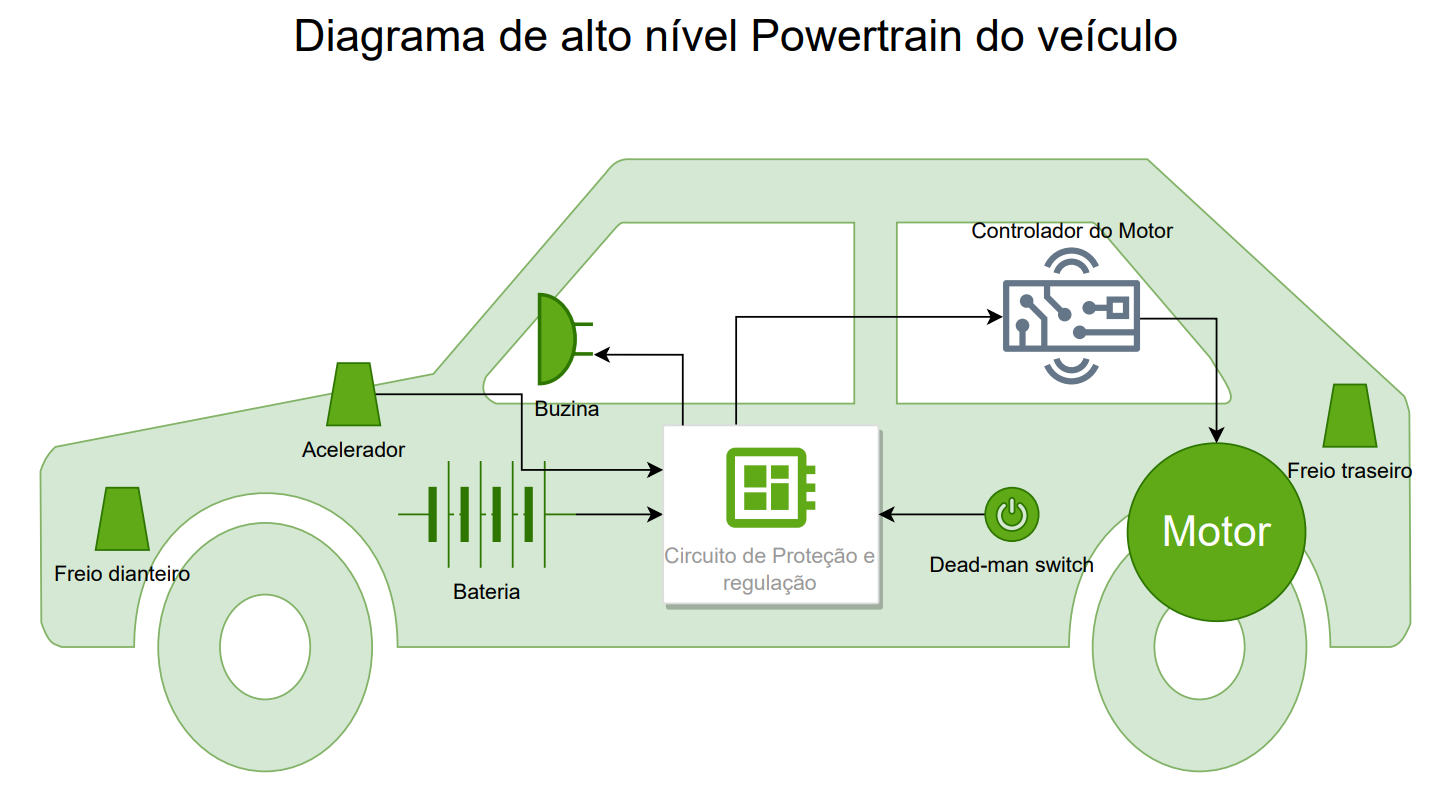 Diagrama de alto nível Powertrain do veículo
Controlador do Motor
Buzina
Acelerador
Freio traseiro
Motor
Circuito de Proteção e
regulação
Dead-man switch
Freio dianteiro
Bateria